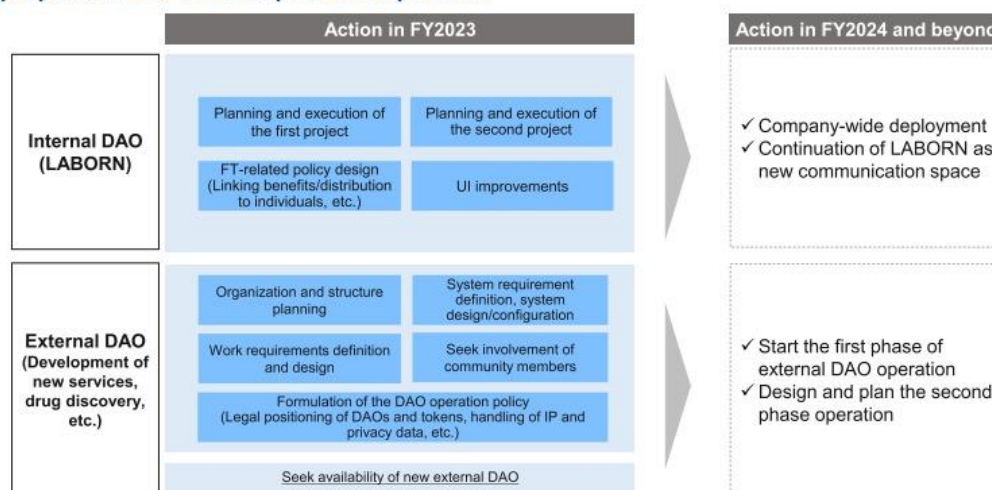 Action in FY2023
Action in FY2024 and beyond
Internal DAO
(LABORN)
Planning and execution of
the first project
Planning and execution of
the second project
FT-related policy design
(Linking benefits/distribution
to individuals, etc.)
UI improvements
✓ Company-wide deployment
✓ Continuation of LABORN as
new communication space
External DAO
(Development of
new services,
drug discovery,
etc.)
Organization and structure
planning
System requirement
definition, system
design/configuration
Work requirements definition
and design
Seek involvement of
community members
Formulation of the DAO operation policy
(Legal positioning of DAOs and tokens, handling of IP and
privacy data, etc.)
Seek availability of new external DAO
✓ Start the first phase of
external DAO operation
✓ Design and plan the second
phase operation